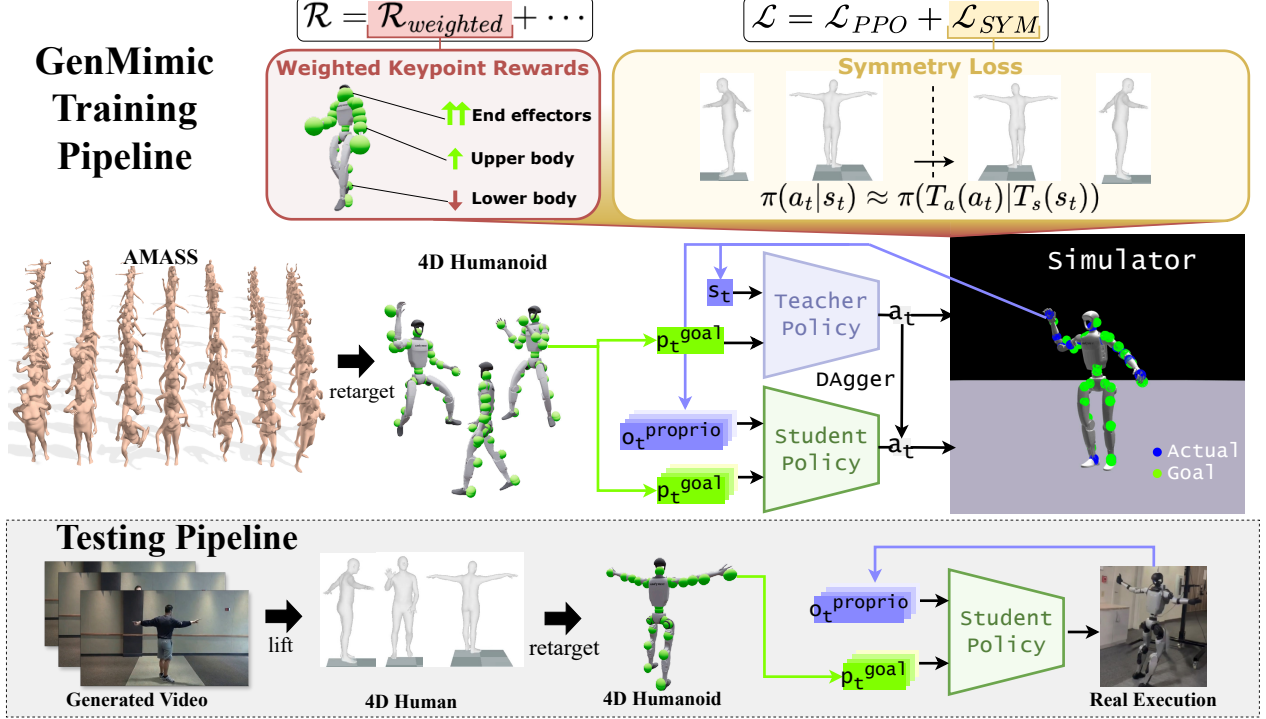 GenMimic
Training
Pipeline
R = R_weighted + ···
L = L_PPO + L_SYM
Weighted Keypoint Rewards
End effectors
Upper body
Lower body
Symmetry Loss
π(a_t|s_t) ≈ π(T_a(a_t)|T_s(s_t))
AMASS
retarget
4D Humanoid
s_t
p_t^goal
Teacher
Policy
a_t
DAgger
o_t^proprio
p_t^goal
Student
Policy
a_t
Simulator
Actual
Goal
Testing Pipeline
Generated Video
lift
4D Human
retarget
4D Humanoid
o_t^proprio
p_t^goal
Student
Policy
Real Execution